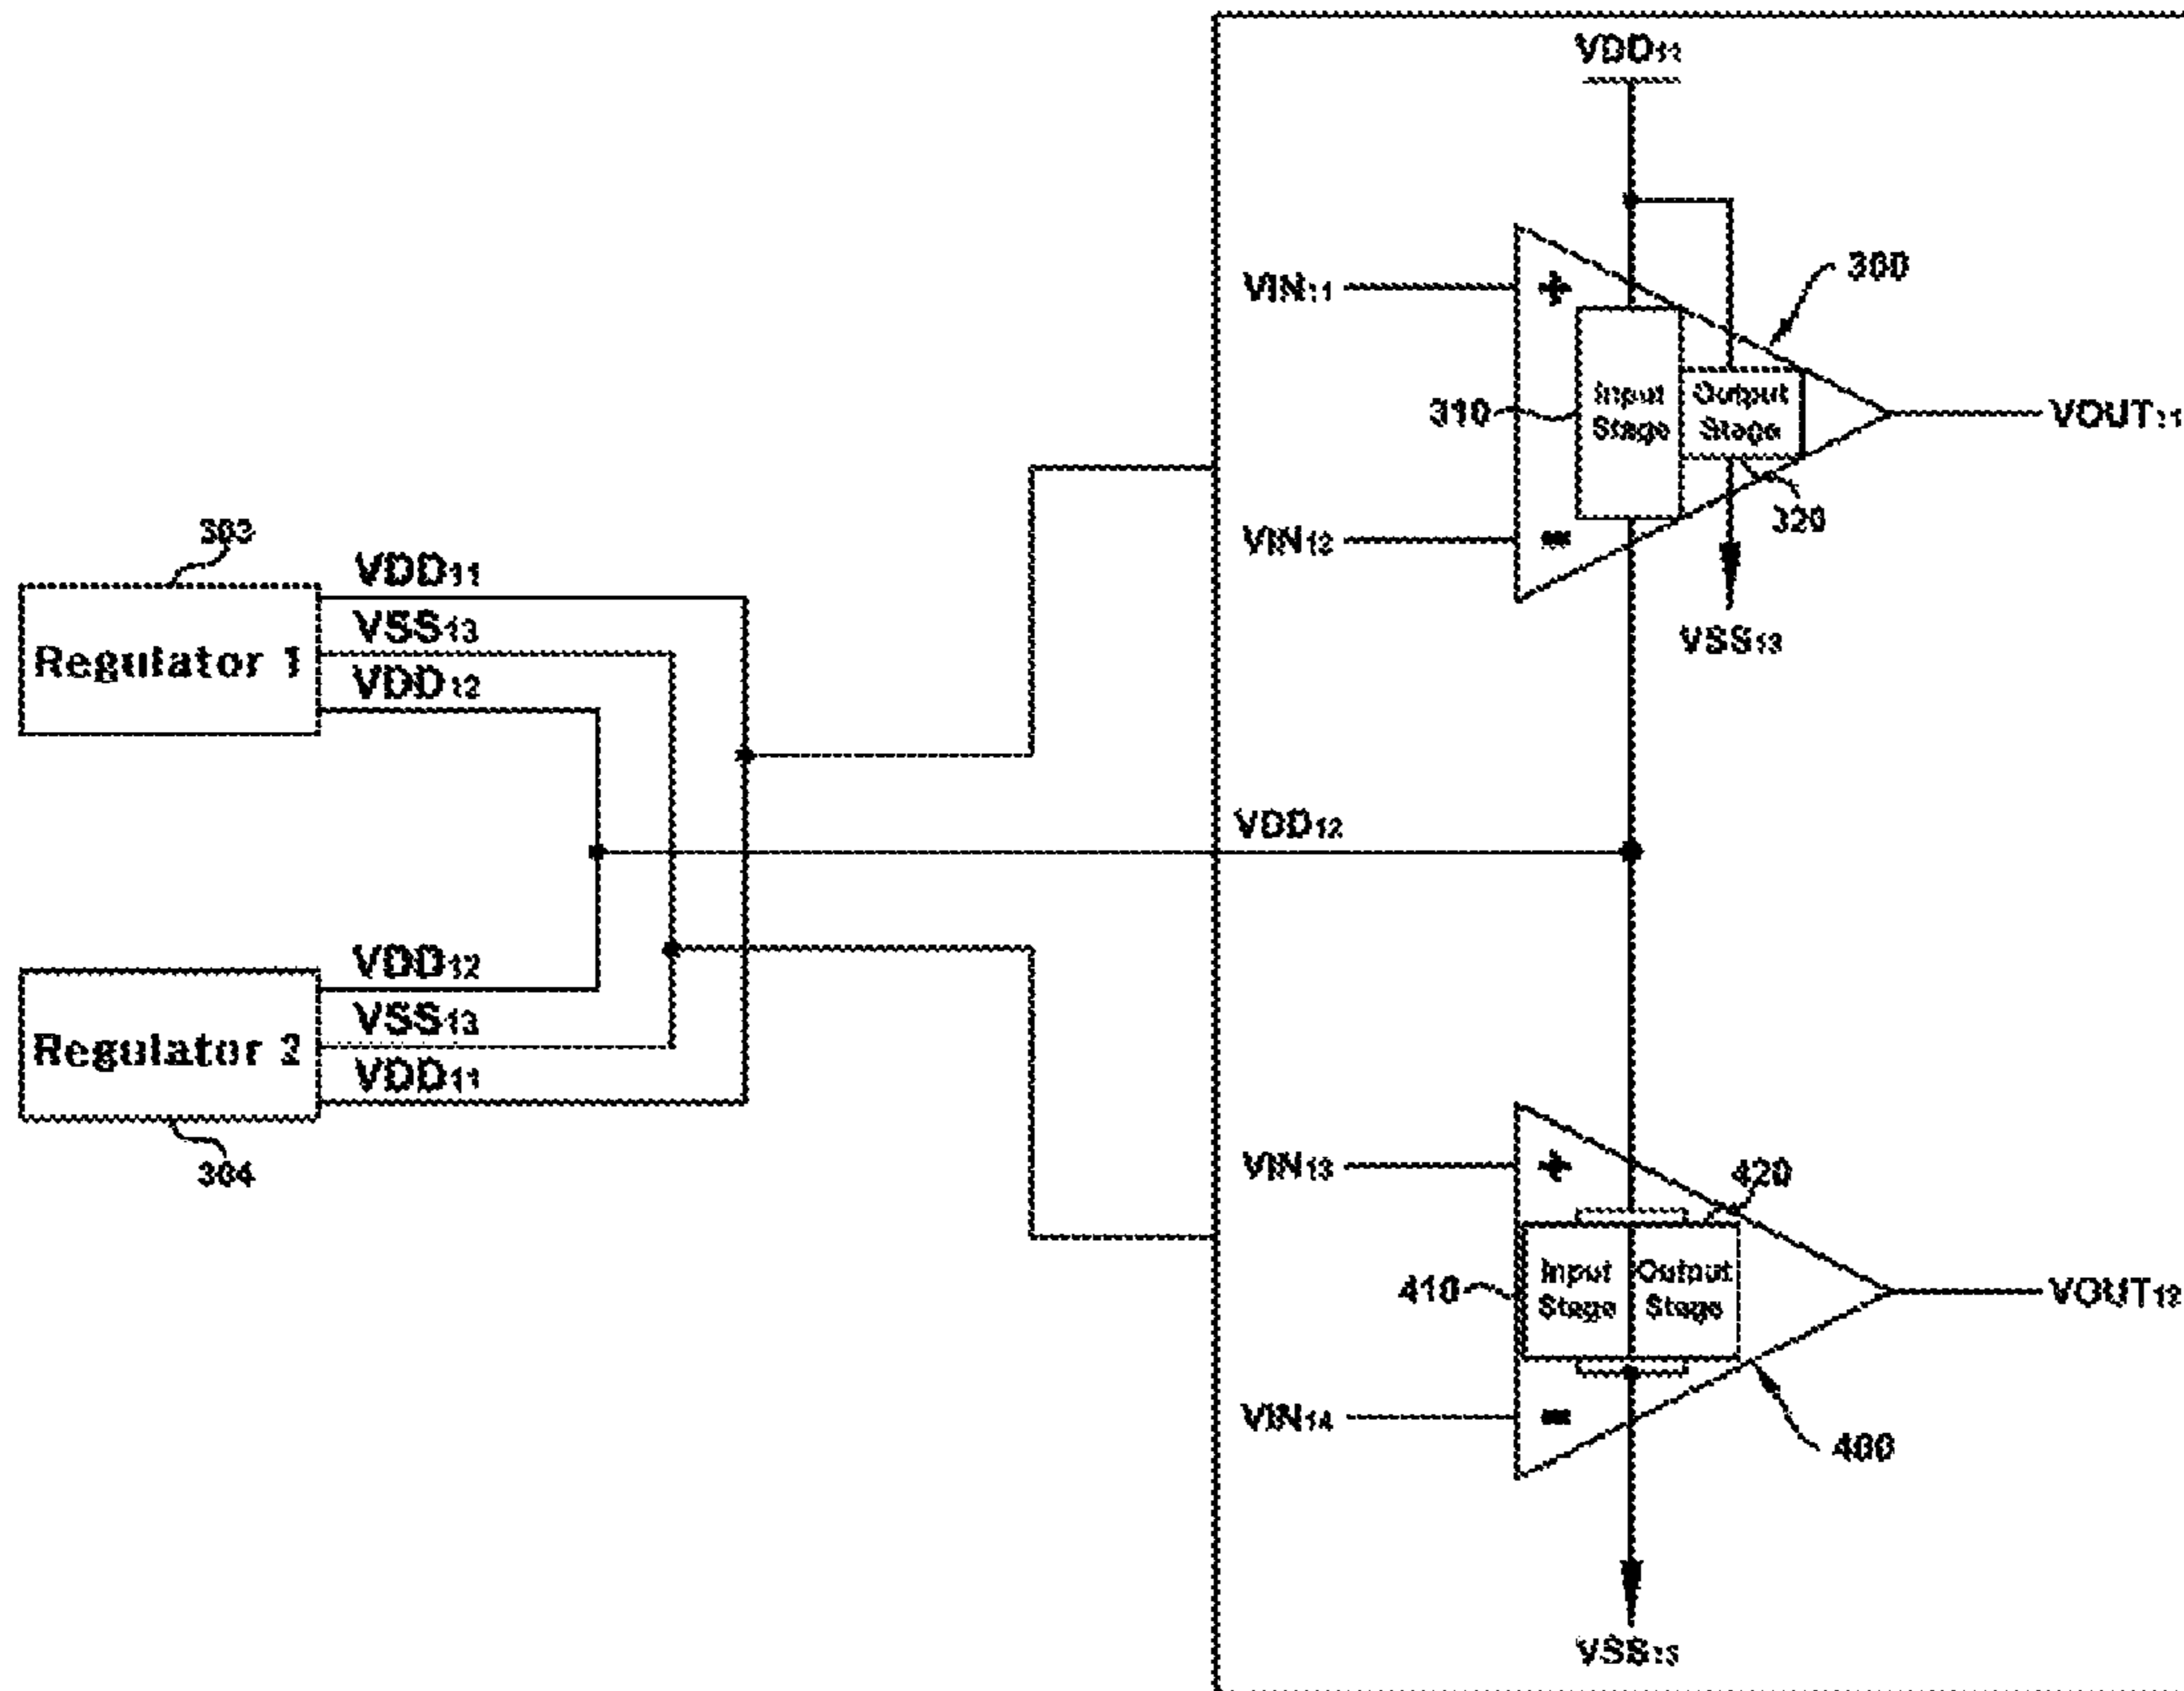 VDD11
VIN11
300
310
Input
Stage
Output
Stage
VOUT11
VIN12
320
VSS13
303
Regulator 1
VDD11
VSS13
VDD12
VDD12
Regulator 2
VDD12
VSS13
VDD11
304
VIN13
420
410
Input
Stage
Output
Stage
VOUT12
VIN14
400
VSS13